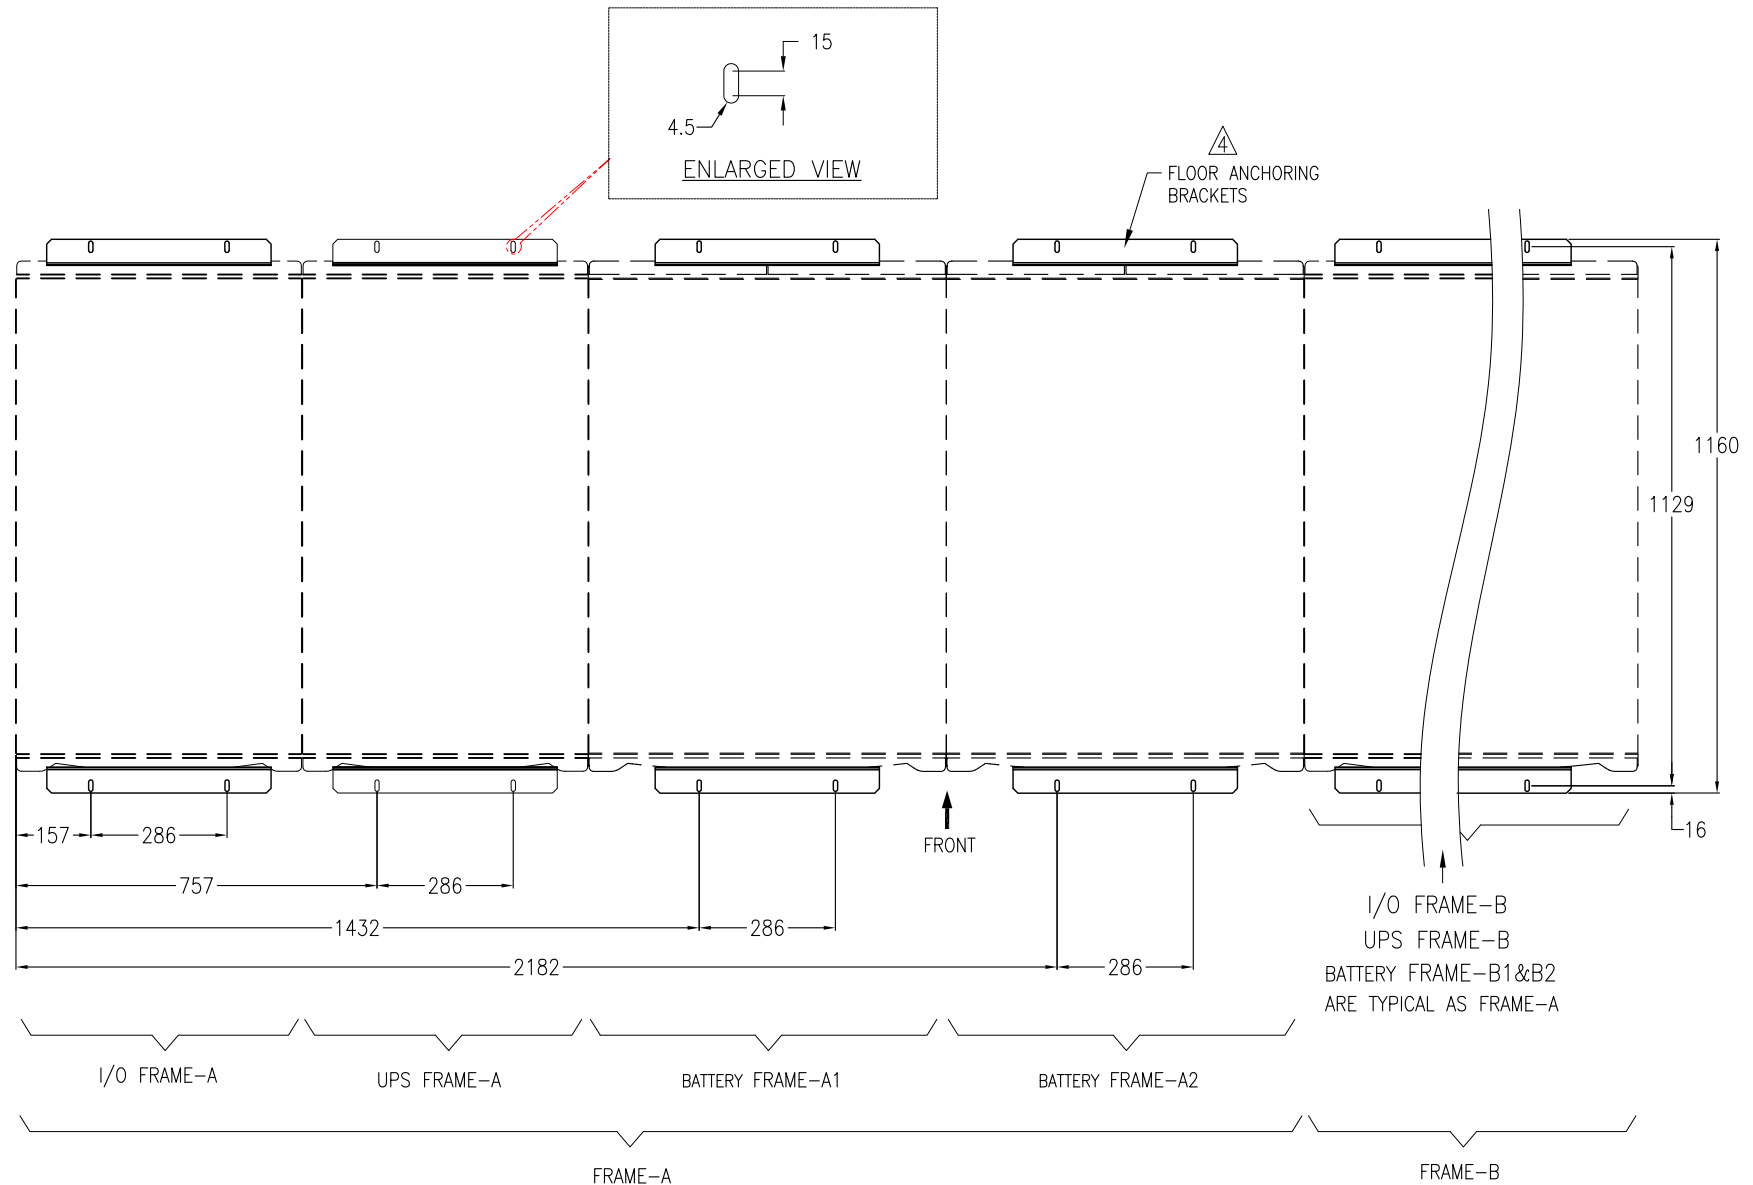 15
4.5
ENLARGED VIEW
4
FLOOR ANCHORING
BRACKETS
1160
1129
16
157
286
757
286
1432
286
2182
286
FRONT
I/O FRAME-B
UPS FRAME-B
BATTERY FRAME-B1&B2
ARE TYPICAL AS FRAME-A
I/O FRAME-A
UPS FRAME-A
BATTERY FRAME-A1
BATTERY FRAME-A2
FRAME-A
FRAME-B